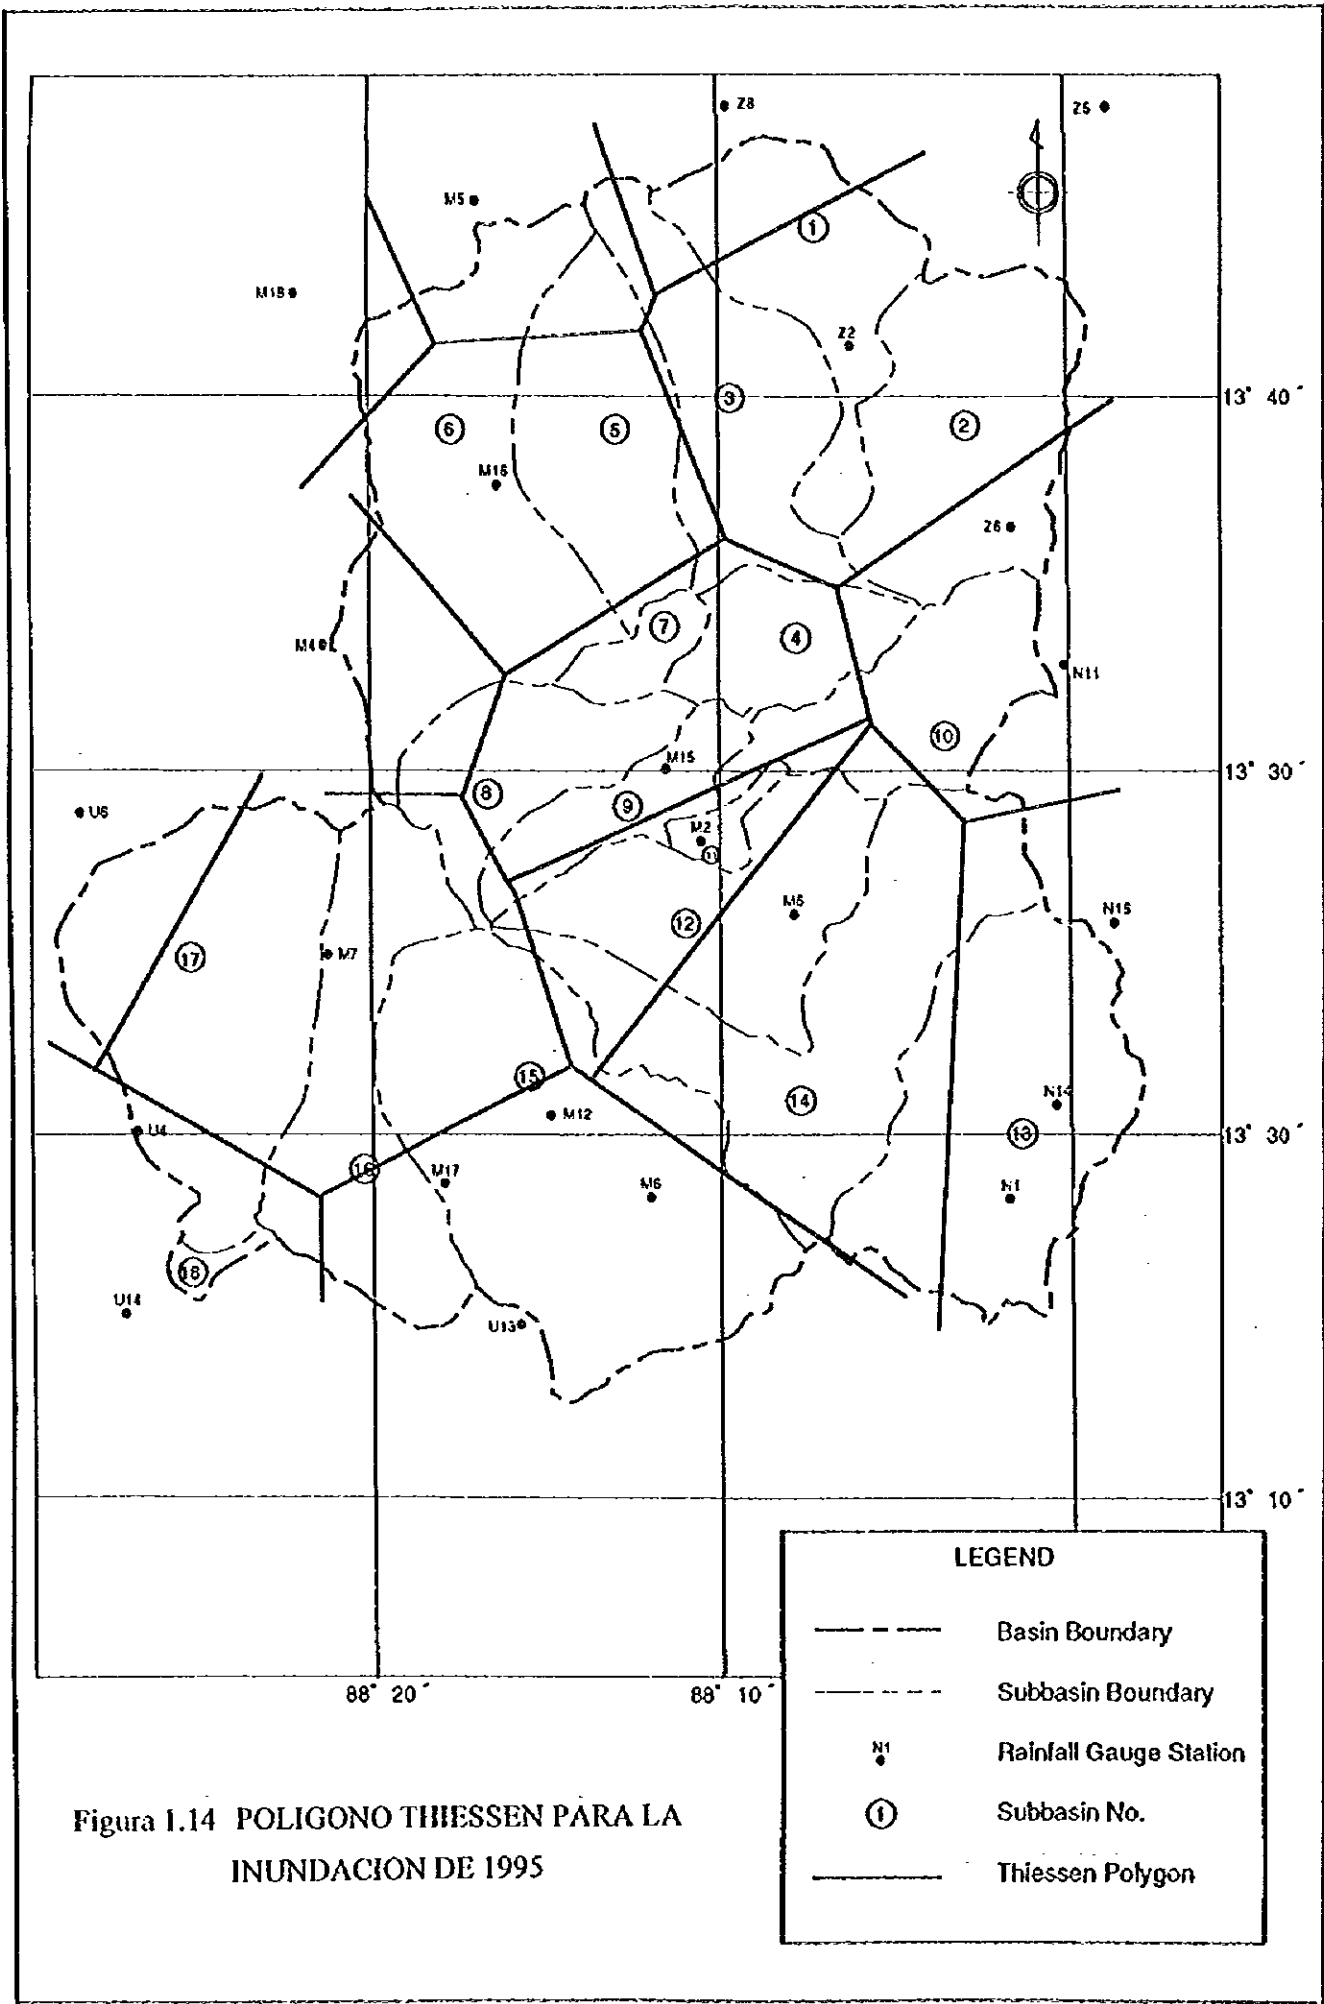 Z8
Z5
M5
1
M18
Z2
3
13° 40´
6
5
2
M16
Z6
7
4
M4
N11
10
M15
13° 30´
8
9
U6
M2
11
M5
12
N15
17
M7
15
14
N14
M12
U4
13
13° 30´
16
M17
M6
N1
18
U14
U13
13° 10´
88° 20´
88° 10´
LEGEND
Basin Boundary
Subbasin Boundary
N1
Rainfall Gauge Station
1
Subbasin No.
Thiessen Polygon
Figura 1.14 POLIGONO THIESSEN PARA LA
INUNDACION DE 1995